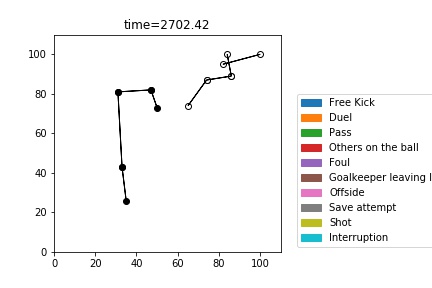 time=2702.42
100
80
60
40
20
0
0 20 40 60 80 100
Free Kick
Duel
Pass
Others on the ball
Foul
Goalkeeper leaving l
Offside
Save attempt
Shot
Interruption